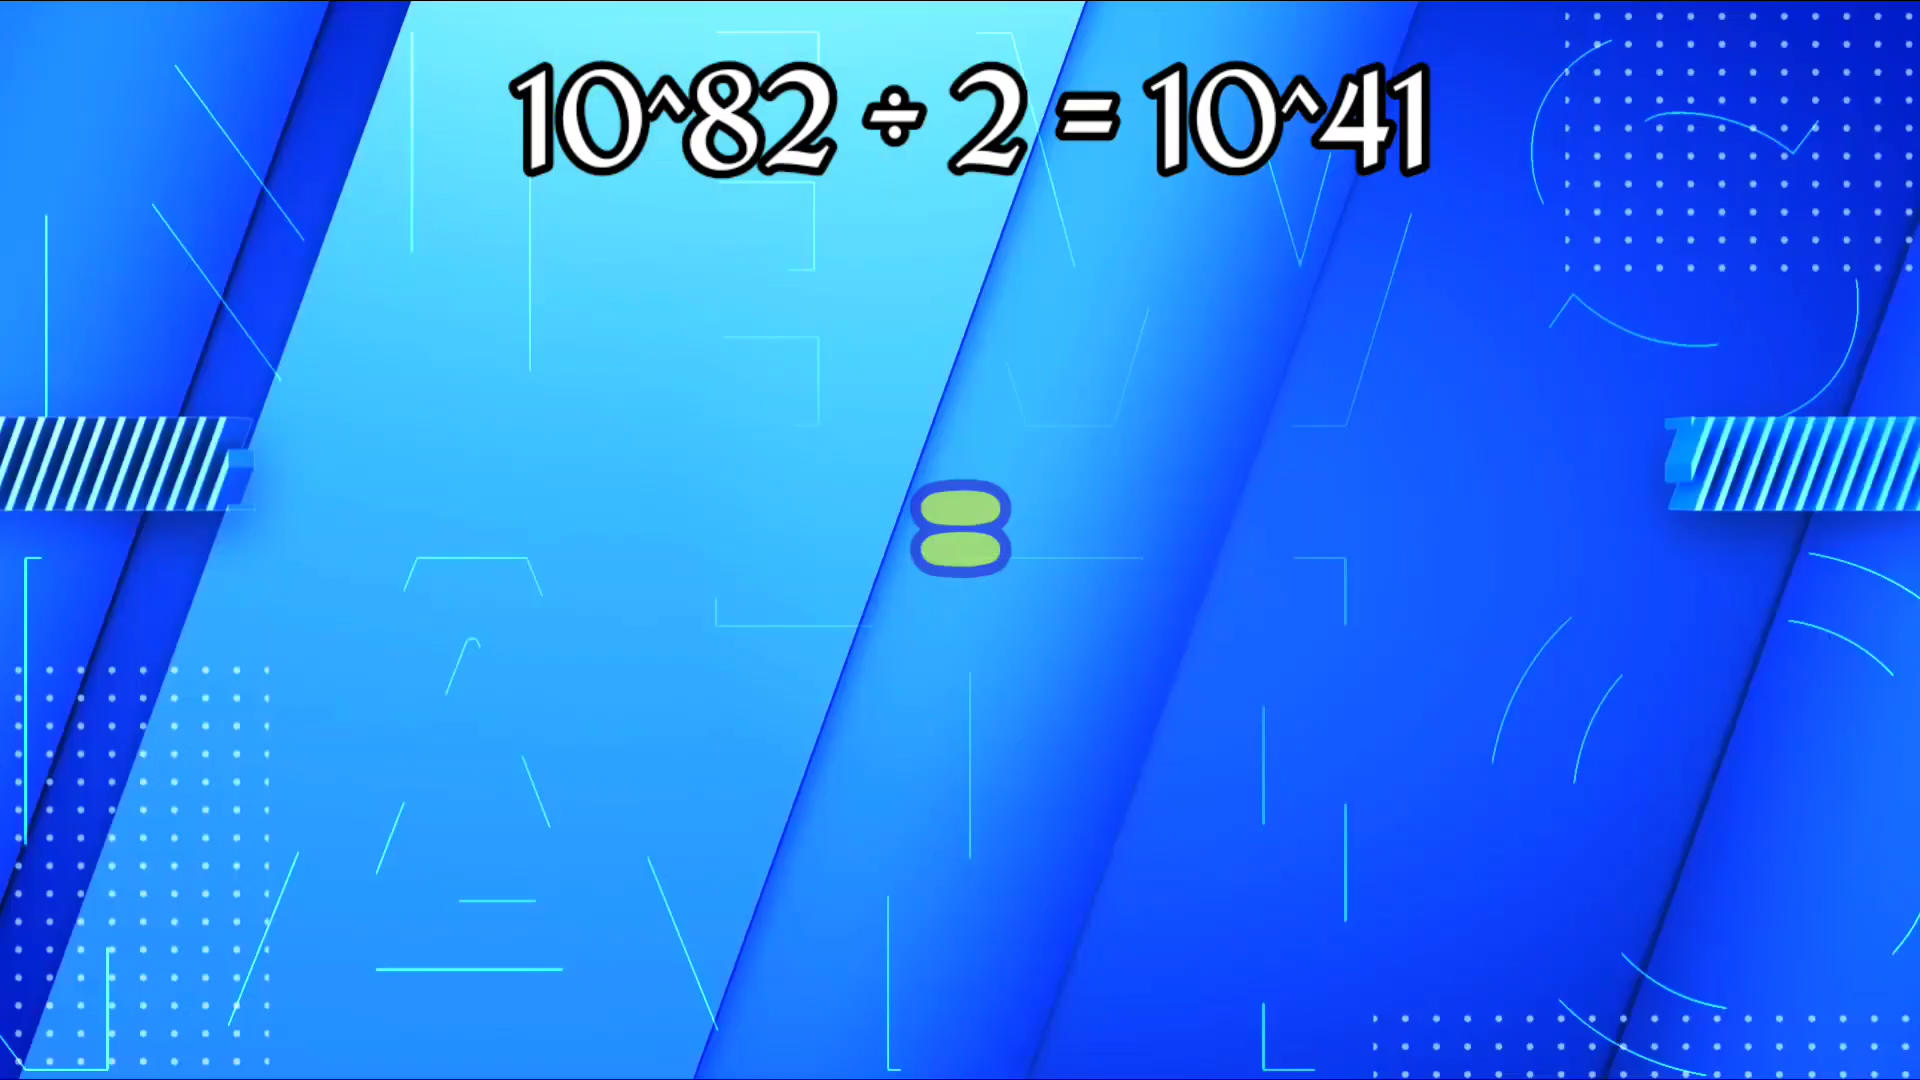 10^82 ÷ 2 = 10^41
=